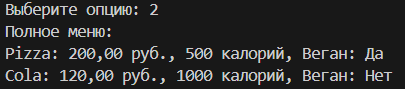 Выберите опцию: 2
Полное меню:
Pizza: 200,00 руб., 500 калорий, Веган: Да
Cola: 120,00 руб., 1000 калорий, Веган: Нет